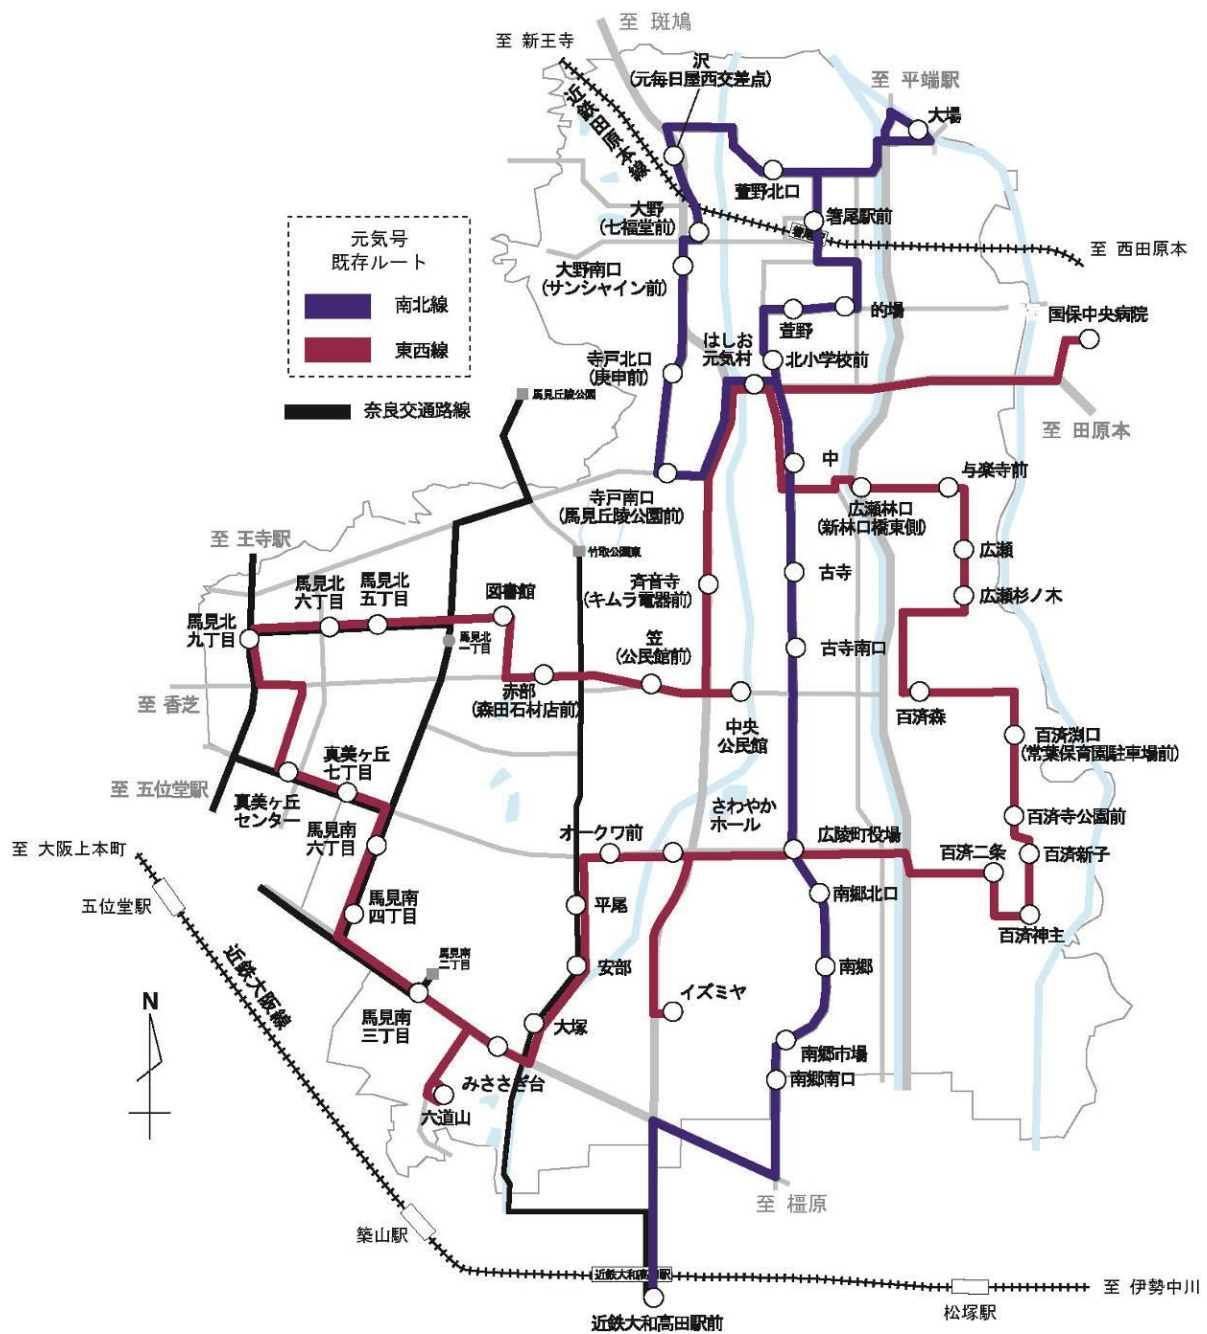 至 斑鳩
至 新王寺
近鉄田原本線
沢
(元毎日屋西交差点)
至 平端駅
大場
萱野北口
大野
(七福堂前)
箸尾駅前
至 西田原本
元気号
既存ルート
南北線
東西線
奈良交通路線
大野南口
(サンシャイン前)
萱野
的場
国保中央病院
はしお
元気村
北小学校前
寺戸北口
(庚申前)
馬見丘陵公園
至 田原本
中
与楽寺前
寺戸南口
(馬見丘陵公園前)
広瀬林口
(新林口橋東側)
至 王寺駅
竹取公園東
馬見北
六丁目
馬見北
五丁目
図書館
斉音寺
(キムラ電器前)
古寺
広瀬
広瀬杉ノ木
馬見北
九丁目
馬見北
一丁目
笠
(公民館前)
古寺南口
至 香芝
赤部
(森田石材店前)
中央
公民館
百済森
百済渕口
(常葉保育園駐車場前)
真美ヶ丘
七丁目
至 五位堂駅
真美ヶ丘
センター
さわやか
ホール
馬見南
六丁目
オークワ前
広陵町役場
百済寺公園前
百済二条
百済新子
至 大阪上本町
五位堂駅
馬見南
四丁目
平尾
南郷北口
百済神主
近鉄大阪線
馬見南
二丁目
安部
南郷
N
馬見南
三丁目
大塚
イズミヤ
みささぎ台
南郷市場
南郷南口
六道山
至 橿原
築山駅
近鉄大和高田駅
至 伊勢中川
松塚駅
近鉄大和高田駅前